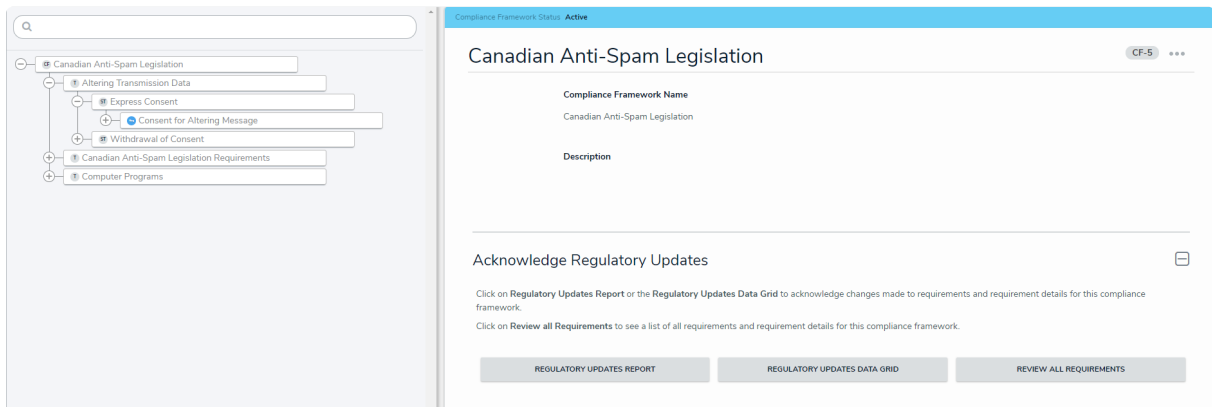 CF Canadian Anti-Spam Legislation
T Altering Transmission Data
ST Express Consent
Consent for Altering Message
ST Withdrawal of Consent
T Canadian Anti-Spam Legislation Requirements
T Computer Programs
Compliance Framework Status Active
Canadian Anti-Spam Legislation
CF-5
Compliance Framework Name
Canadian Anti-Spam Legislation
Description
Acknowledge Regulatory Updates
Click on Regulatory Updates Report or the Regulatory Updates Data Grid to acknowledge changes made to requirements and requirement details for this compliance
framework.
Click on Review all Requirements to see a list of all requirements and requirement details for this compliance framework.
REGULATORY UPDATES REPORT
REGULATORY UPDATES DATA GRID
REVIEW ALL REQUIREMENTS